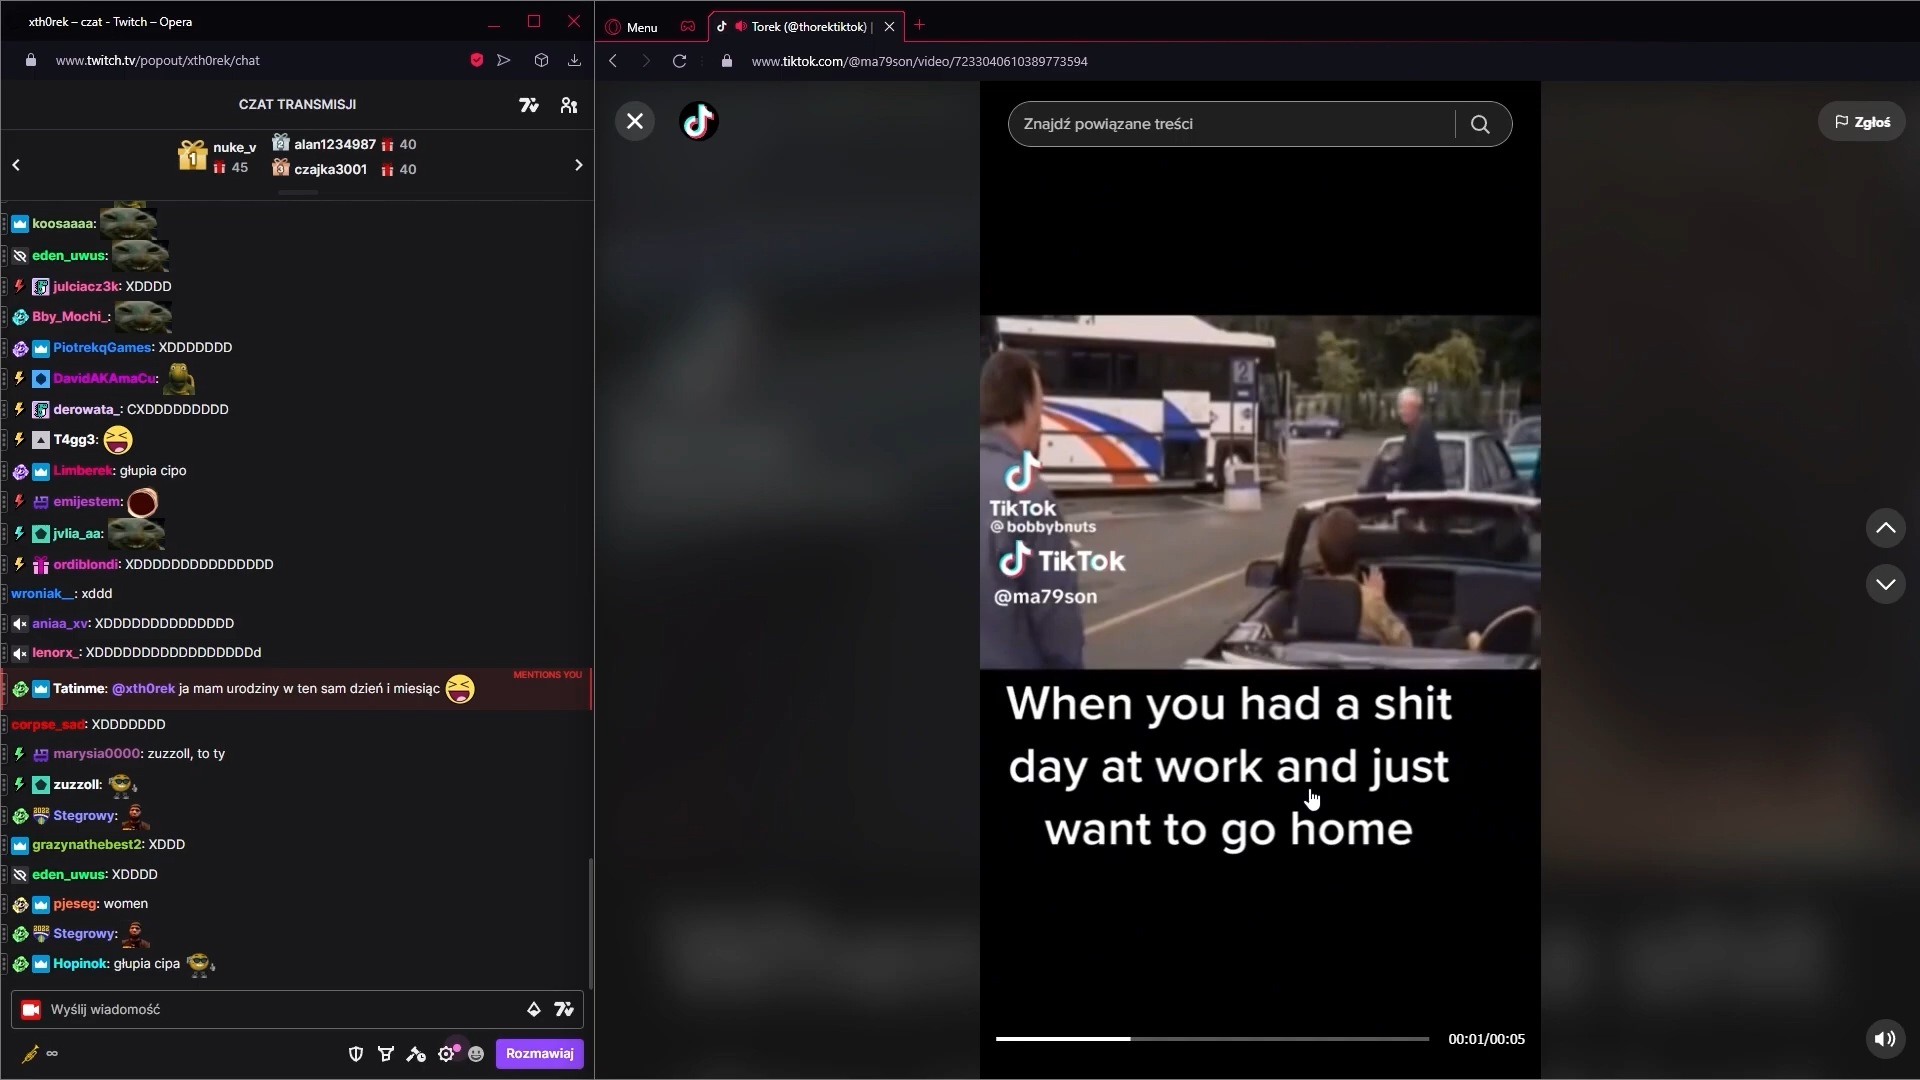 xth0rek – czat - Twitch – Opera
www.twitch.tv/popout/xth0rek/chat
CZAT TRANSMISJI
1
nuke_v
45
2
alan1234987
40
3
czajka3001
40
koosaaaa:
eden_uwus:
julciacz3k: XDDDD
Bby_Mochi_:
PiotrekqGames: XDDDDDDD
DavidAKAmaCu:
derowata_: CXDDDDDDDDD
T4gg3:
Limberek: głupia cipo
emijestem:
jvlia_aa:
ordiblondi: XDDDDDDDDDDDDDDD
wroniak__: xddd
aniaa_xv: XDDDDDDDDDDDDDD
lenorx_: XDDDDDDDDDDDDDDDDDd
MENTIONS YOU
Tatinme: @xth0rek ja mam urodziny w ten sam dzień i miesiąc
corpse_sad: XDDDDDDD
marysia0000: zuzzoll, to ty
zuzzoll:
Stegrowy:
grazynathebest2: XDDD
eden_uwus: XDDDD
pjeseg: women
Stegrowy:
Hopinok: głupia cipa
Wyślij wiadomość
∞
Rozmawiaj
Menu
Torek (@thorektiktok) |
www.tiktok.com/@ma79son/video/7233040610389773594
Znajdź powiązane treści
Zgłoś
2
TikTok
@bobbybnuts
TikTok
@ma79son
When you had a shit
day at work and just
want to go home
00:01/00:05